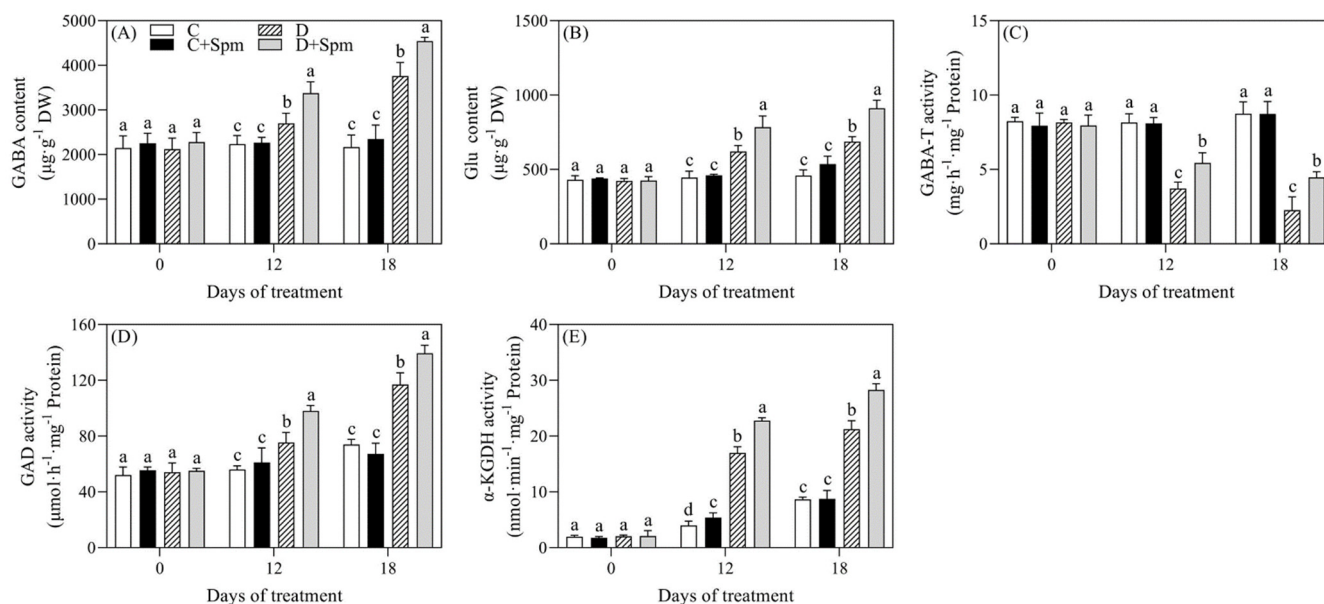 (A)
C
D
C+Spm
D+Spm
GABA content
(μg·g⁻¹ DW)
5000
4000
3000
2000
1000
0
a a a a
c c b a
c c b a
0 12 18
Days of treatment
(B)
Glu content
(μg·g⁻¹ DW)
1500
1000
500
0
a a a a
c c b a
c c b a
0 12 18
Days of treatment
(C)
GABA-T activity
(mg·h⁻¹·mg⁻¹ Protein)
15
10
5
0
a a a a
a a c b
a a c b
0 12 18
Days of treatment
(D)
GAD activity
(μmol·h⁻¹·mg⁻¹ Protein)
160
120
80
40
0
a a a a
c c b a
c c b a
0 12 18
Days of treatment
(E)
α-KGDH activity
(nmol·min⁻¹·mg⁻¹ Protein)
40
30
20
10
0
a a a a
d c b a
c c b a
0 12 18
Days of treatment